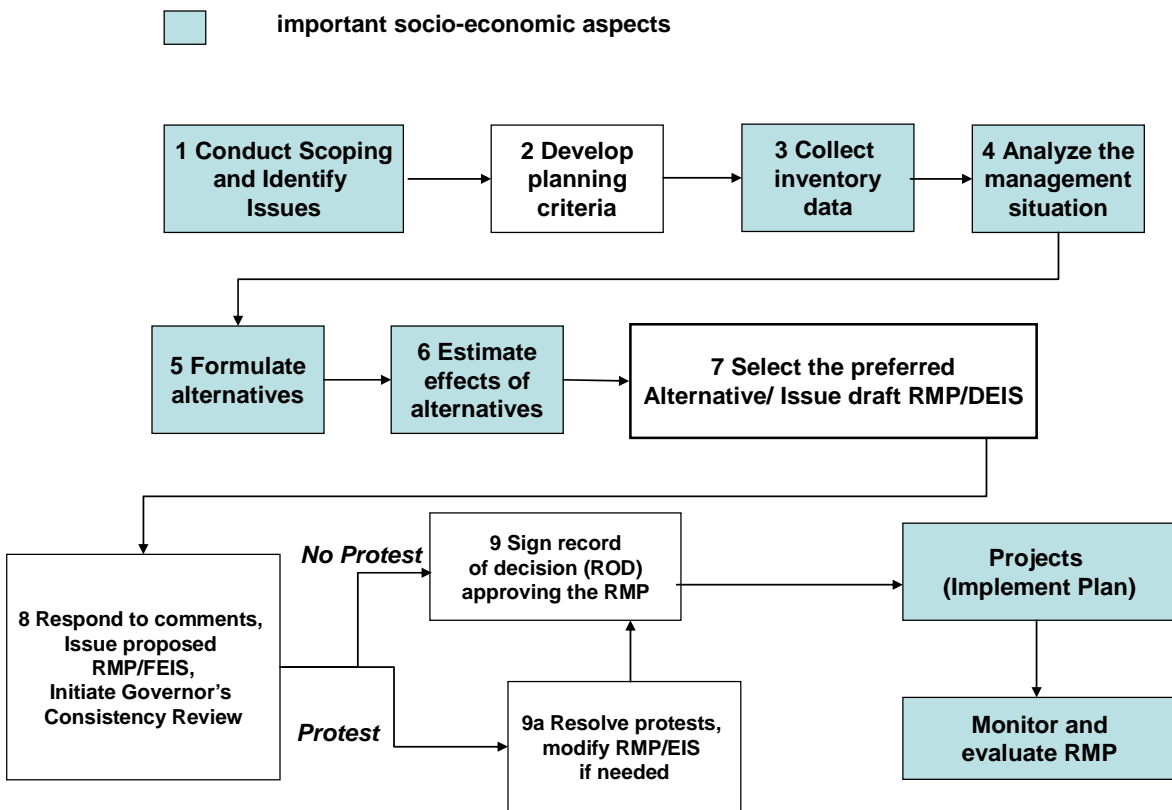 important socio-economic aspects
1 Conduct Scoping
and Identify
Issues
2 Develop
planning
criteria
3 Collect
inventory
data
4 Analyze the
management
situation
5 Formulate
alternatives
6 Estimate
effects of
alternatives
7 Select the preferred
Alternative/ Issue draft RMP/DEIS
8 Respond to comments,
Issue proposed
RMP/FEIS,
Initiate Governor's
Consistency Review
No Protest
Protest
9 Sign record
of decision (ROD)
approving the RMP
9a Resolve protests,
modify RMP/EIS
if needed
Projects
(Implement Plan)
Monitor and
evaluate RMP